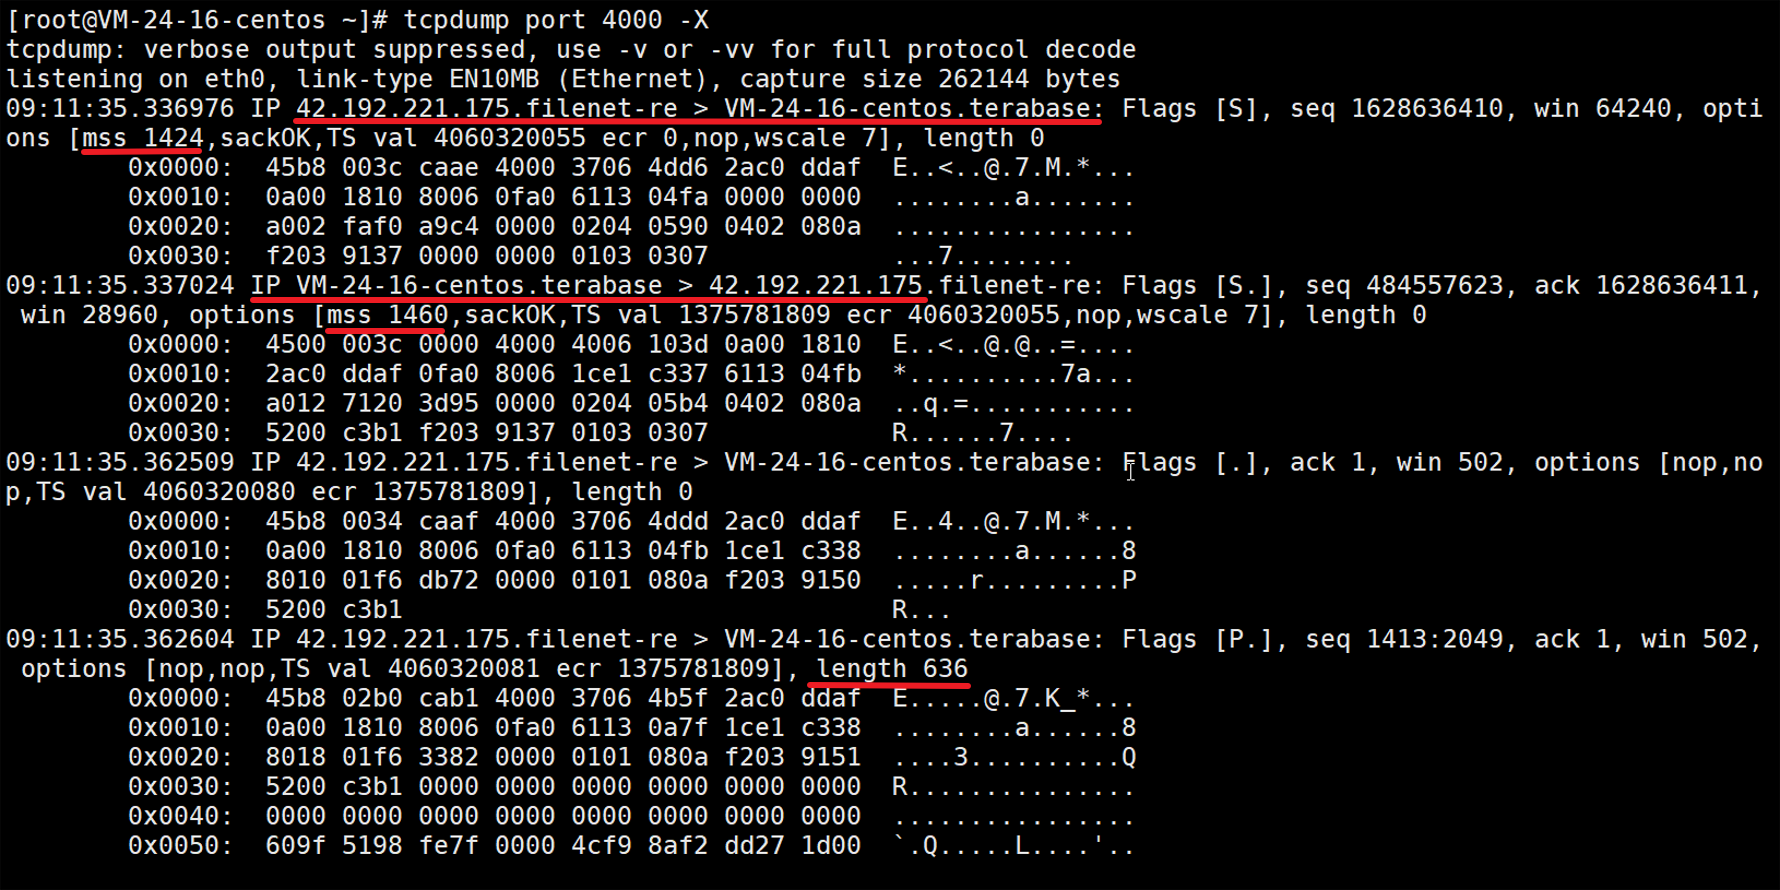 [root@VM-24-16-centos ~]# tcpdump port 4000 -X
tcpdump: verbose output suppressed, use -v or -vv for full protocol decode
listening on eth0, link-type EN10MB (Ethernet), capture size 262144 bytes
09:11:35.336976 IP 42.192.221.175.filenet-re > VM-24-16-centos.terabase: Flags [S], seq 1628636410, win 64240, opti
ons [mss 1424,sackOK,TS val 4060320055 ecr 0,nop,wscale 7], length 0
0x0000:  45b8 003c caae 4000 3706 4dd6 2ac0 ddaf  E..<..@.7.M.*...
0x0010:  0a00 1810 8006 0fa0 6113 04fa 0000 0000  ........a.......
0x0020:  a002 faf0 a9c4 0000 0204 0590 0402 080a  ................
0x0030:  f203 9137 0000 0000 0103 0307            ...7........
09:11:35.337024 IP VM-24-16-centos.terabase > 42.192.221.175.filenet-re: Flags [S.], seq 484557623, ack 1628636411,
win 28960, options [mss 1460,sackOK,TS val 1375781809 ecr 4060320055,nop,wscale 7], length 0
0x0000:  4500 003c 0000 4000 4006 103d 0a00 1810  E..<..@.@..=....
0x0010:  2ac0 ddaf 0fa0 8006 1ce1 c337 6113 04fb  *..........7a...
0x0020:  a012 7120 3d95 0000 0204 05b4 0402 080a  ..q.=...........
0x0030:  5200 c3b1 f203 9137 0103 0307            R......7....
09:11:35.362509 IP 42.192.221.175.filenet-re > VM-24-16-centos.terabase: Flags [.], ack 1, win 502, options [nop,no
p,TS val 4060320080 ecr 1375781809], length 0
0x0000:  45b8 0034 caaf 4000 3706 4ddd 2ac0 ddaf  E..4..@.7.M.*...
0x0010:  0a00 1810 8006 0fa0 6113 04fb 1ce1 c338  ........a......8
0x0020:  8010 01f6 db72 0000 0101 080a f203 9150  .....r.........P
0x0030:  5200 c3b1                                R...
09:11:35.362604 IP 42.192.221.175.filenet-re > VM-24-16-centos.terabase: Flags [P.], seq 1413:2049, ack 1, win 502,
options [nop,nop,TS val 4060320081 ecr 1375781809], length 636
0x0000:  45b8 02b0 cab1 4000 3706 4b5f 2ac0 ddaf  E.....@.7.K_*...
0x0010:  0a00 1810 8006 0fa0 6113 0a7f 1ce1 c338  ........a......8
0x0020:  8018 01f6 3382 0000 0101 080a f203 9151  ....3..........Q
0x0030:  5200 c3b1 0000 0000 0000 0000 0000 0000  R...............
0x0040:  0000 0000 0000 0000 0000 0000 0000 0000  ................
0x0050:  609f 5198 fe7f 0000 4cf9 8af2 dd27 1d00  `.Q.....L....'..